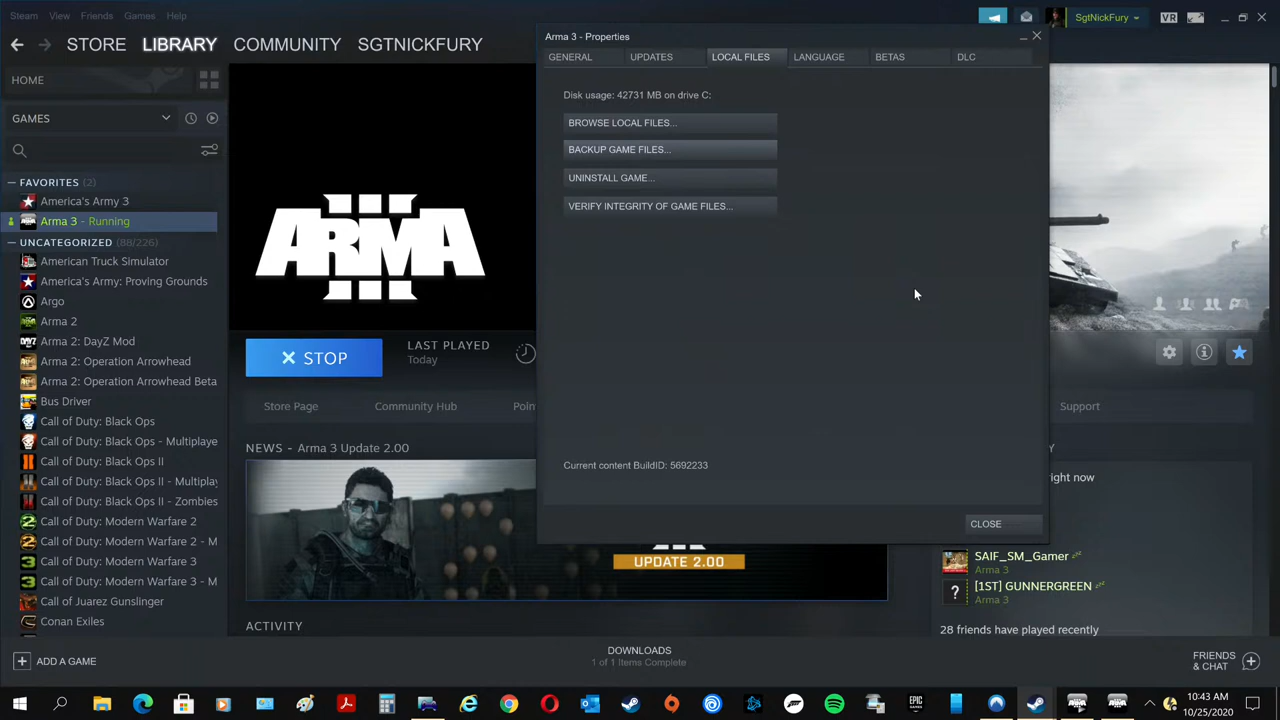 Steam View Friends Games Help
SgtNickFury
VR
STORE LIBRARY COMMUNITY SGTNICKFURY
HOME
GAMES
FAVORITES (2)
America's Army 3
Arma 3 - Running
UNCATEGORIZED (88/226)
American Truck Simulator
America's Army: Proving Grounds
Argo
Arma 2
Arma 2: DayZ Mod
Arma 2: Operation Arrowhead
Arma 2: Operation Arrowhead Beta
Bus Driver
Call of Duty: Black Ops
Call of Duty: Black Ops - Multiplaye
Call of Duty: Black Ops II
Call of Duty: Black Ops II - Multiplay
Call of Duty: Black Ops II - Zombies
Call of Duty: Modern Warfare 2
Call of Duty: Modern Warfare 2 - M
Call of Duty: Modern Warfare 3
Call of Duty: Modern Warfare 3 - M
Call of Juarez Gunslinger
Conan Exiles
ADD A GAME
ARMA
III
STOP
LAST PLAYED
Today
Store Page
Community Hub
Poin
Support
NEWS - Arma 3 Update 2.00
UPDATE 2.00
ACTIVITY
Arma 3 - Properties
GENERAL
UPDATES
LOCAL FILES
LANGUAGE
BETAS
DLC
Disk usage: 42731 MB on drive C:
BROWSE LOCAL FILES...
BACKUP GAME FILES...
UNINSTALL GAME...
VERIFY INTEGRITY OF GAME FILES...
Current content BuildID: 5692233
CLOSE
Y
right now
SAIF_SM_Gamer zzz
Arma 3
[1ST] GUNNERGREEN zzz
Arma 3
28 friends have played recently
DOWNLOADS
1 of 1 Items Complete
FRIENDS
& CHAT
EPIC
GAMES
10:43 AM
10/25/2020